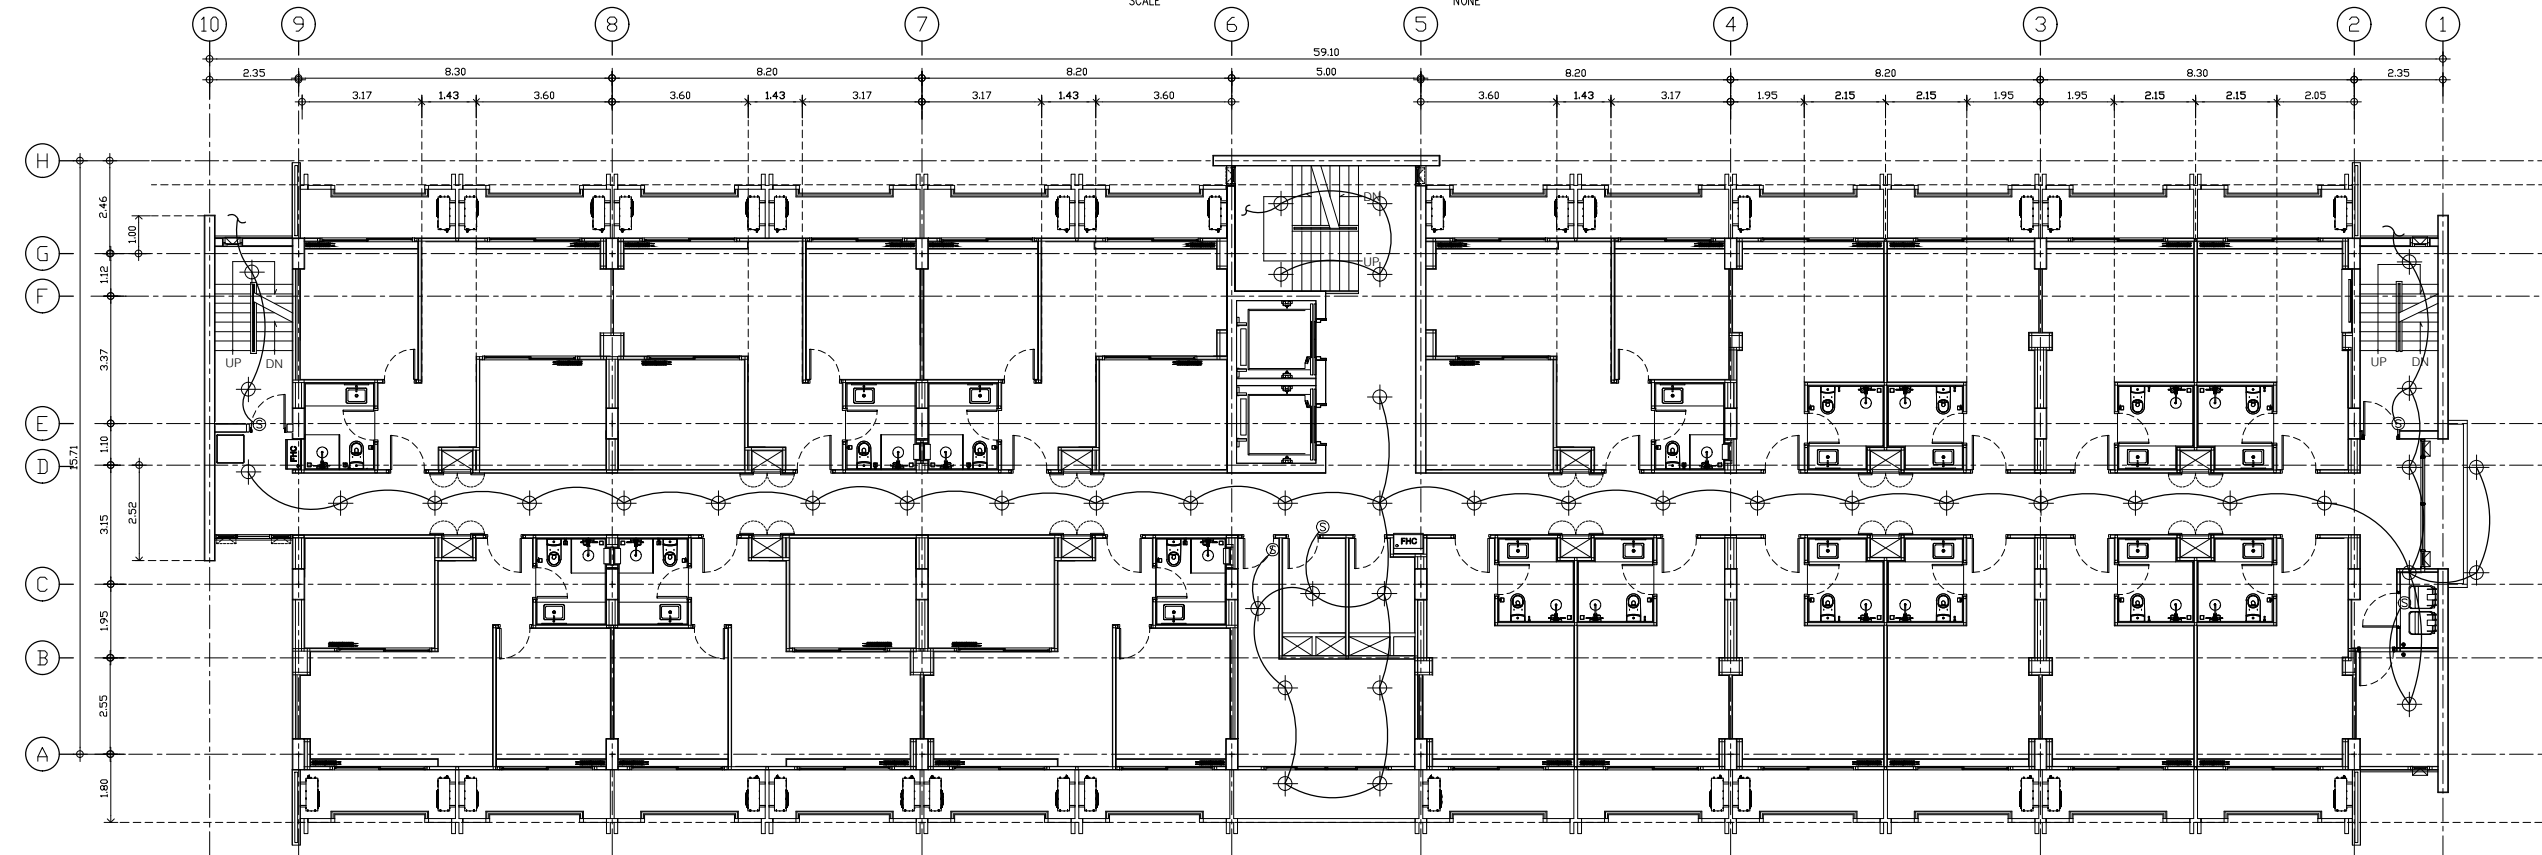 SCALE NONE
10 9 8 7 6 5 4 3 2 1
59.10
2.35 8.30 8.20 8.20 5.00 8.20 8.20 8.30 2.35
3.17 1.43 3.60 3.60 1.43 3.17 3.17 1.43 3.60 3.60 1.43 3.17 1.95 2.15 2.15 1.95 1.95 2.15 2.15 2.05
H
2.46
DN
1.00
G
UP
1.12
F
3.37
UP DN
UP DN
E
S
S
1.10
FHC
15.71
D
2.52
3.15
S
FHC
S
C
S
1.95
B
2.55
A
1.80